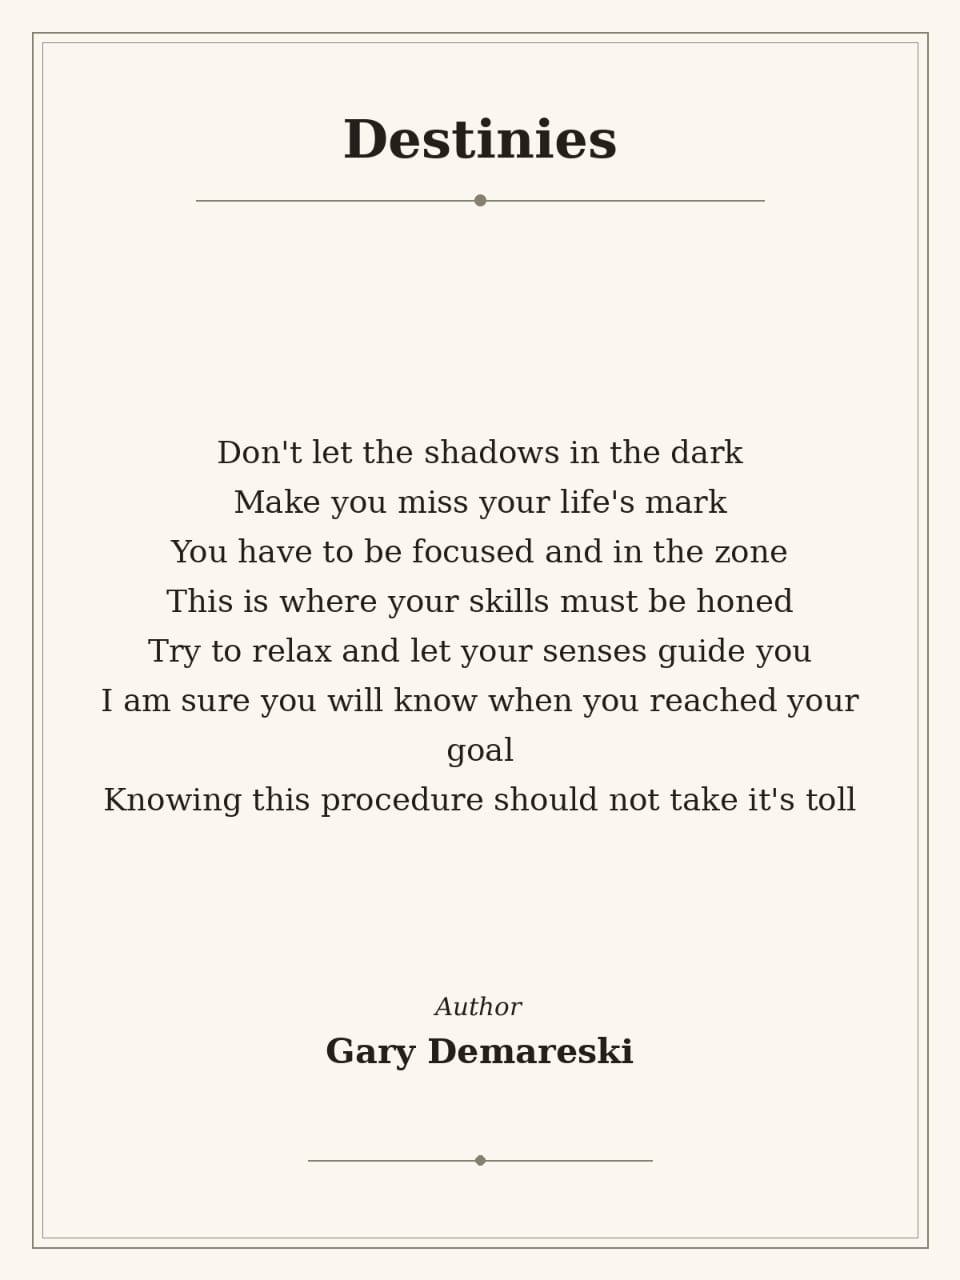 Destinies
Don't let the shadows in the dark
Make you miss your life's mark
You have to be focused and in the zone
This is where your skills must be honed
Try to relax and let your senses guide you
I am sure you will know when you reached your
goal
Knowing this procedure should not take it's toll
Author
Gary Demareski